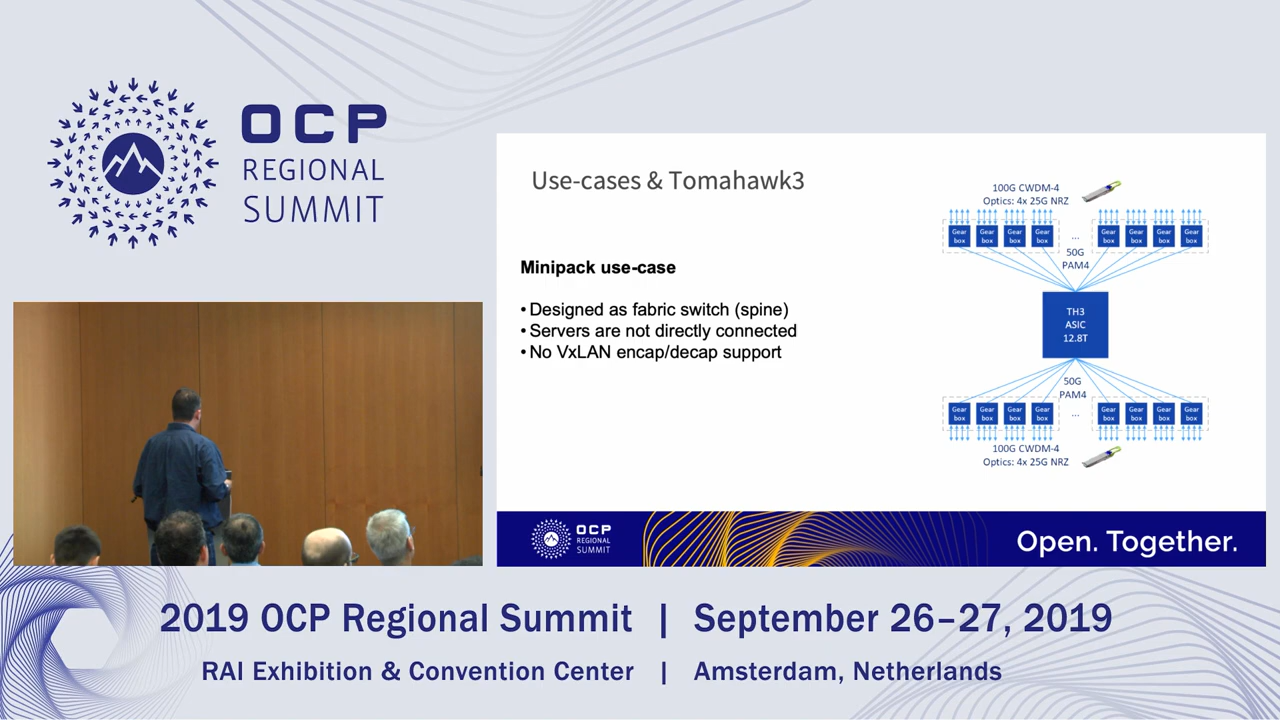 OCP
REGIONAL
SUMMIT
Use-cases & Tomahawk3
Minipack use-case
• Designed as fabric switch (spine)
• Servers are not directly connected
• No VxLAN encap/decap support
100G CWDM-4
Optics: 4x 25G NRZ
Gear box
Gear box
Gear box
Gear box
...
Gear box
Gear box
Gear box
Gear box
50G
PAM4
TH3
ASIC
12.8T
50G
PAM4
Gear box
Gear box
Gear box
Gear box
...
Gear box
Gear box
Gear box
Gear box
100G CWDM-4
Optics: 4x 25G NRZ
OCP
REGIONAL
SUMMIT
Open. Together.
2019 OCP Regional Summit | September 26–27, 2019
RAI Exhibition & Convention Center | Amsterdam, Netherlands